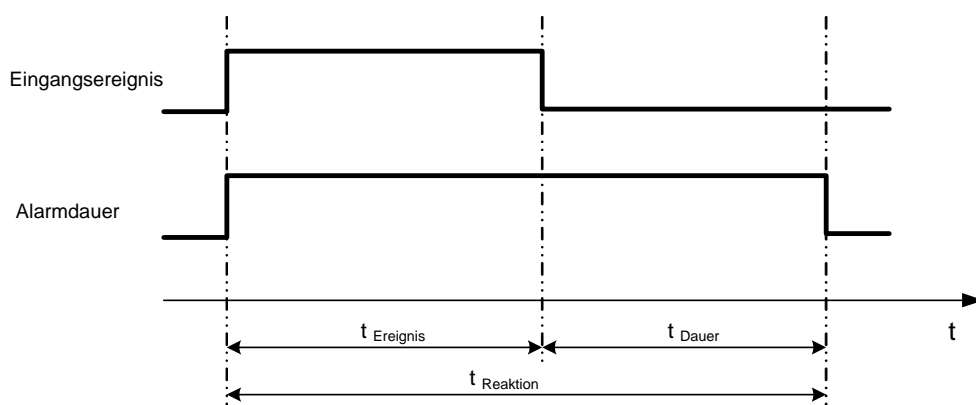 Eingangsereignis
Alarmdauer
t
t Ereignis
t Dauer
t Reaktion